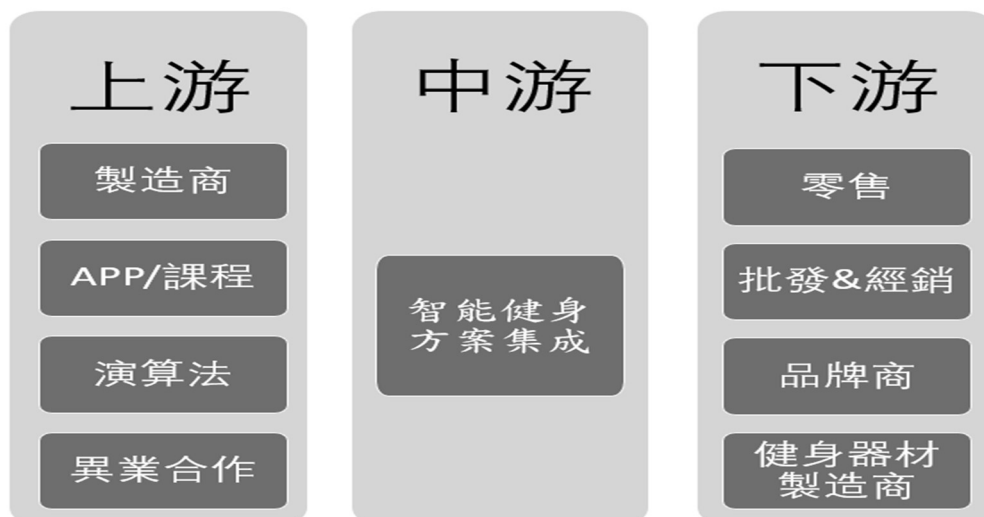 上游
製造商
APP/課程
演算法
異業合作
中游
智能健身
方案集成
下游
零售
批發&經銷
品牌商
健身器材
製造商